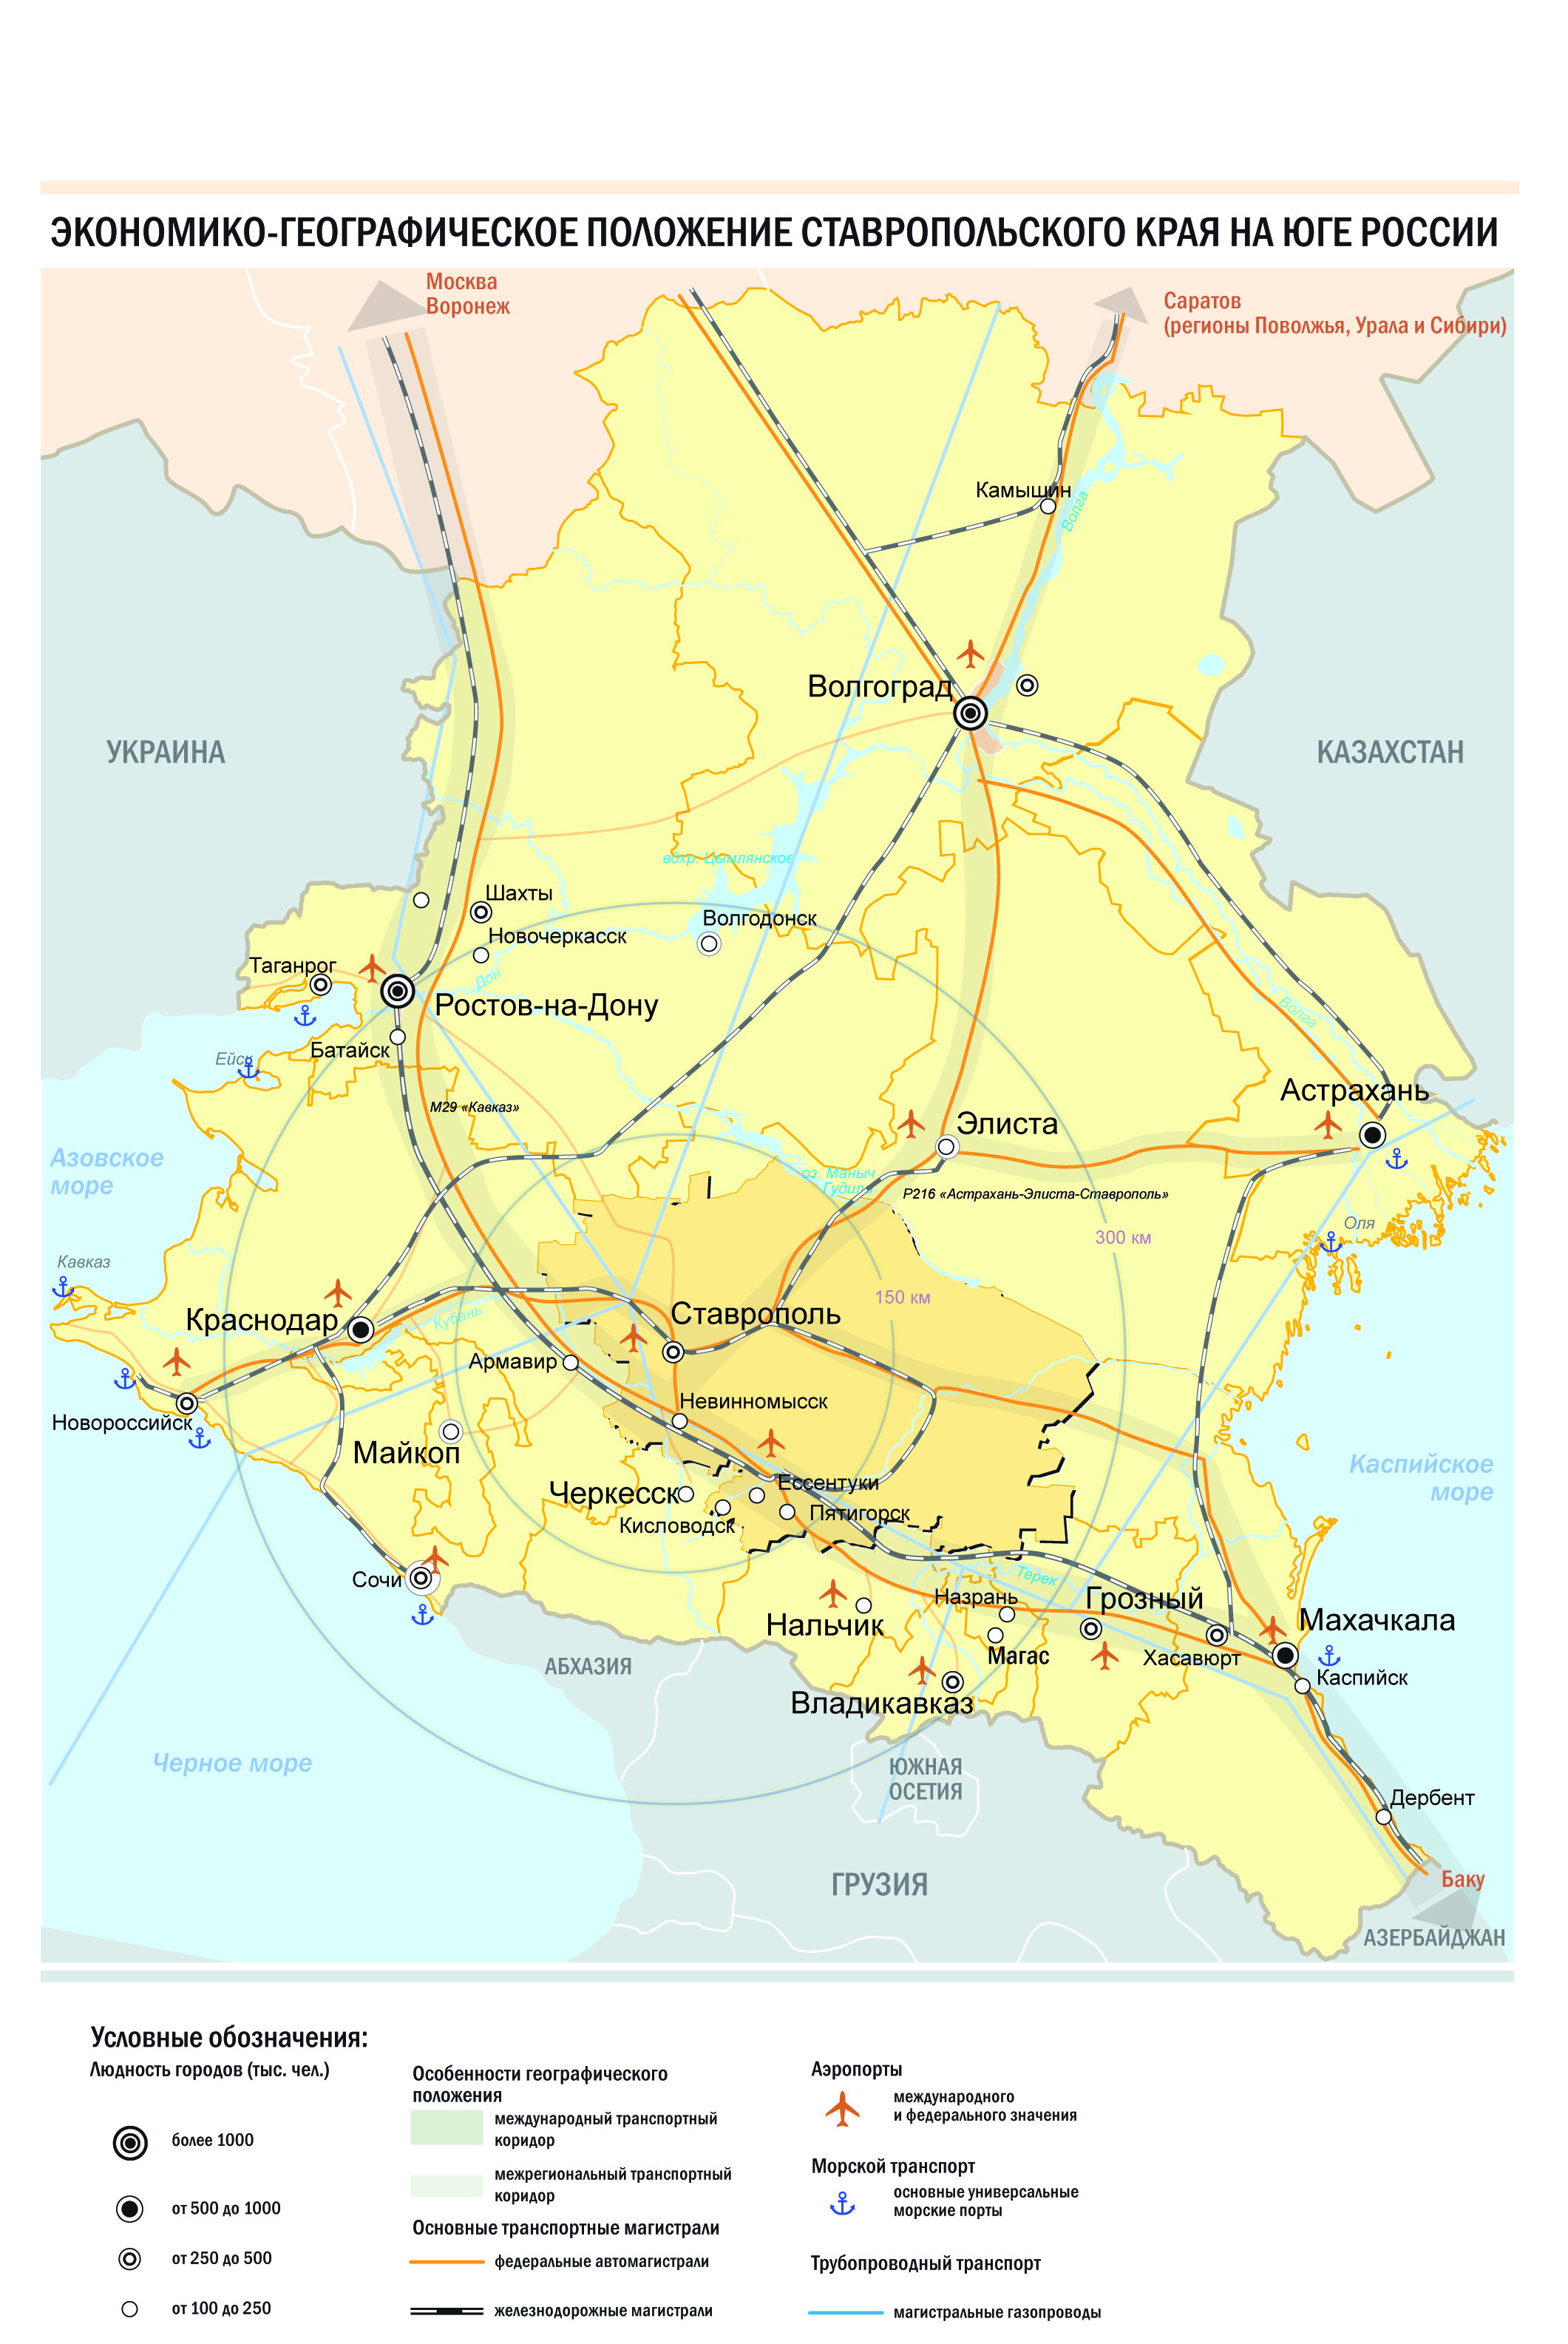 ЭКОНОМИКО-ГЕОГРАФИЧЕСКОЕ ПОЛОЖЕНИЕ СТАВРОПОЛЬСКОГО КРАЯ НА ЮГЕ РОССИИ
Москва
Воронеж
Саратов
(регионы Поволжья, Урала и Сибири)
Камышин
Волга
Волгоград
УКРАИНА
КАЗАХСТАН
вдхр. Цымлянское
Шахты
Волгодонск
Новочеркасск
Таганрог
Дон
Ростов-на-Дону
Волга
Батайск
Ейск
Астрахань
М29 «Кавказ»
Элиста
Азовское
море
оз. Маныч
Гудило
Р216 «Астрахань-Элиста-Ставрополь»
Оля
300 км
Кавказ
150 км
Краснодар
Кубань
Ставрополь
Армавир
Невинномысск
Новороссийск
Майкоп
Каспийское
море
Ессентуки
Черкесск
Пятигорск
Кисловодск
Сочи
Терек
Назрань
Грозный
Нальчик
Махачкала
Магас
Хасавюрт
АБХАЗИЯ
Каспийск
Владикавказ
Черное море
ЮЖНАЯ
ОСЕТИЯ
Дербент
ГРУЗИЯ
Баку
АЗЕРБАЙДЖАН
Условные обозначения:
Людность городов (тыс. чел.)
более 1000
от 500 до 1000
от 250 до 500
от 100 до 250
Особенности географического
положения
международный транспортный
коридор
межрегиональный транспортный
коридор
Основные транспортные магистрали
федеральные автомагистрали
железнодорожные магистрали
Аэропорты
международного
и федерального значения
Морской транспорт
основные универсальные
морские порты
Трубопроводный транспорт
магистральные газопроводы